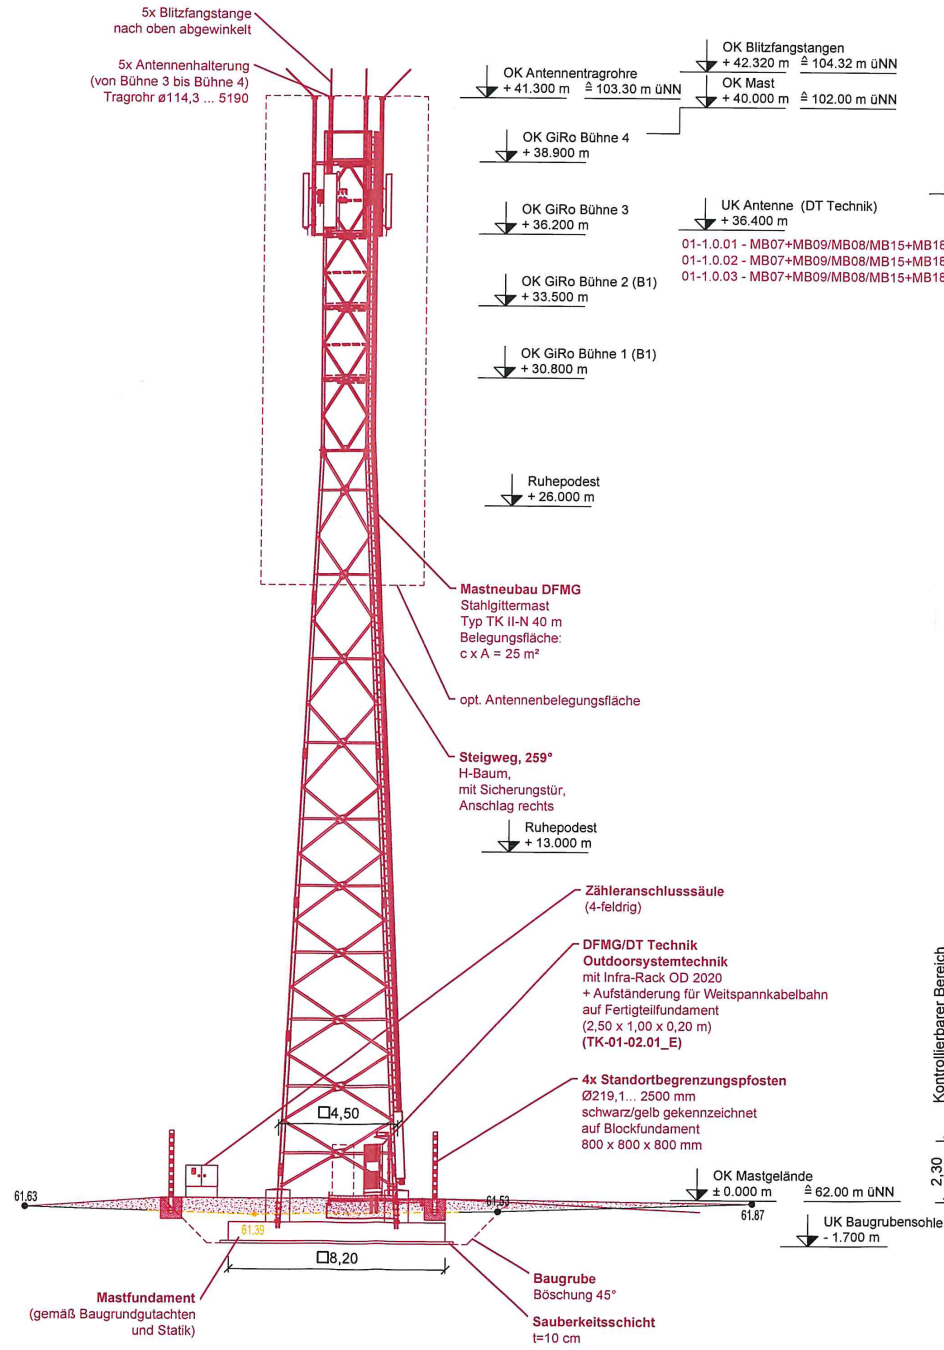 5x Blitzfangstange
nach oben abgewinkelt
5x Antennenhalterung
(von Bühne 3 bis Bühne 4)
Tragrohr ø114,3 ... 5190
OK Blitzfangstangen
+ 42.320 m ≙ 104.32 m üNN
OK Antennentragrohre
+ 41.300 m ≙ 103.30 m üNN
OK Mast
+ 40.000 m ≙ 102.00 m üNN
OK GiRo Bühne 4
+ 38.900 m
OK GiRo Bühne 3
+ 36.200 m
UK Antenne (DT Technik)
+ 36.400 m
01-1.0.01 - MB07+MB09/MB08/MB15+MB18
01-1.0.02 - MB07+MB09/MB08/MB15+MB18
01-1.0.03 - MB07+MB09/MB08/MB15+MB18
OK GiRo Bühne 2 (B1)
+ 33.500 m
OK GiRo Bühne 1 (B1)
+ 30.800 m
Ruhepodest
+ 26.000 m
Mastneubau DFMG
Stahlgittermast
Typ TK II-N 40 m
Belegungsfläche:
c x A = 25 m²
opt. Antennenbelegungsfläche
Steigweg, 259°
H-Baum,
mit Sicherungstür,
Anschlag rechts
Ruhepodest
+ 13.000 m
Zähleranschlusssäule
(4-feldrig)
DFMG/DT Technik
Outdoorsystemtechnik
mit Infra-Rack OD 2020
+ Aufständerung für Weitspannkabelbahn
auf Fertigteilfundament
(2,50 x 1,00 x 0,20 m)
(TK-01-02.01_E)
4x Standortbegrenzungspfosten
Ø219,1... 2500 mm
schwarz/gelb gekennzeichnet
auf Blockfundament
800 x 800 x 800 mm
Kontrollierbarer Bereich
2,30
□4,50
OK Mastgelände
± 0.000 m ≙ 62.00 m üNN
61.63
61.53
61.87
61.39
UK Baugrubensohle
- 1.700 m
□8,20
Baugrube
Böschung 45°
Mastfundament
(gemäß Baugrundgutachten
und Statik)
Sauberkeitsschicht
t=10 cm